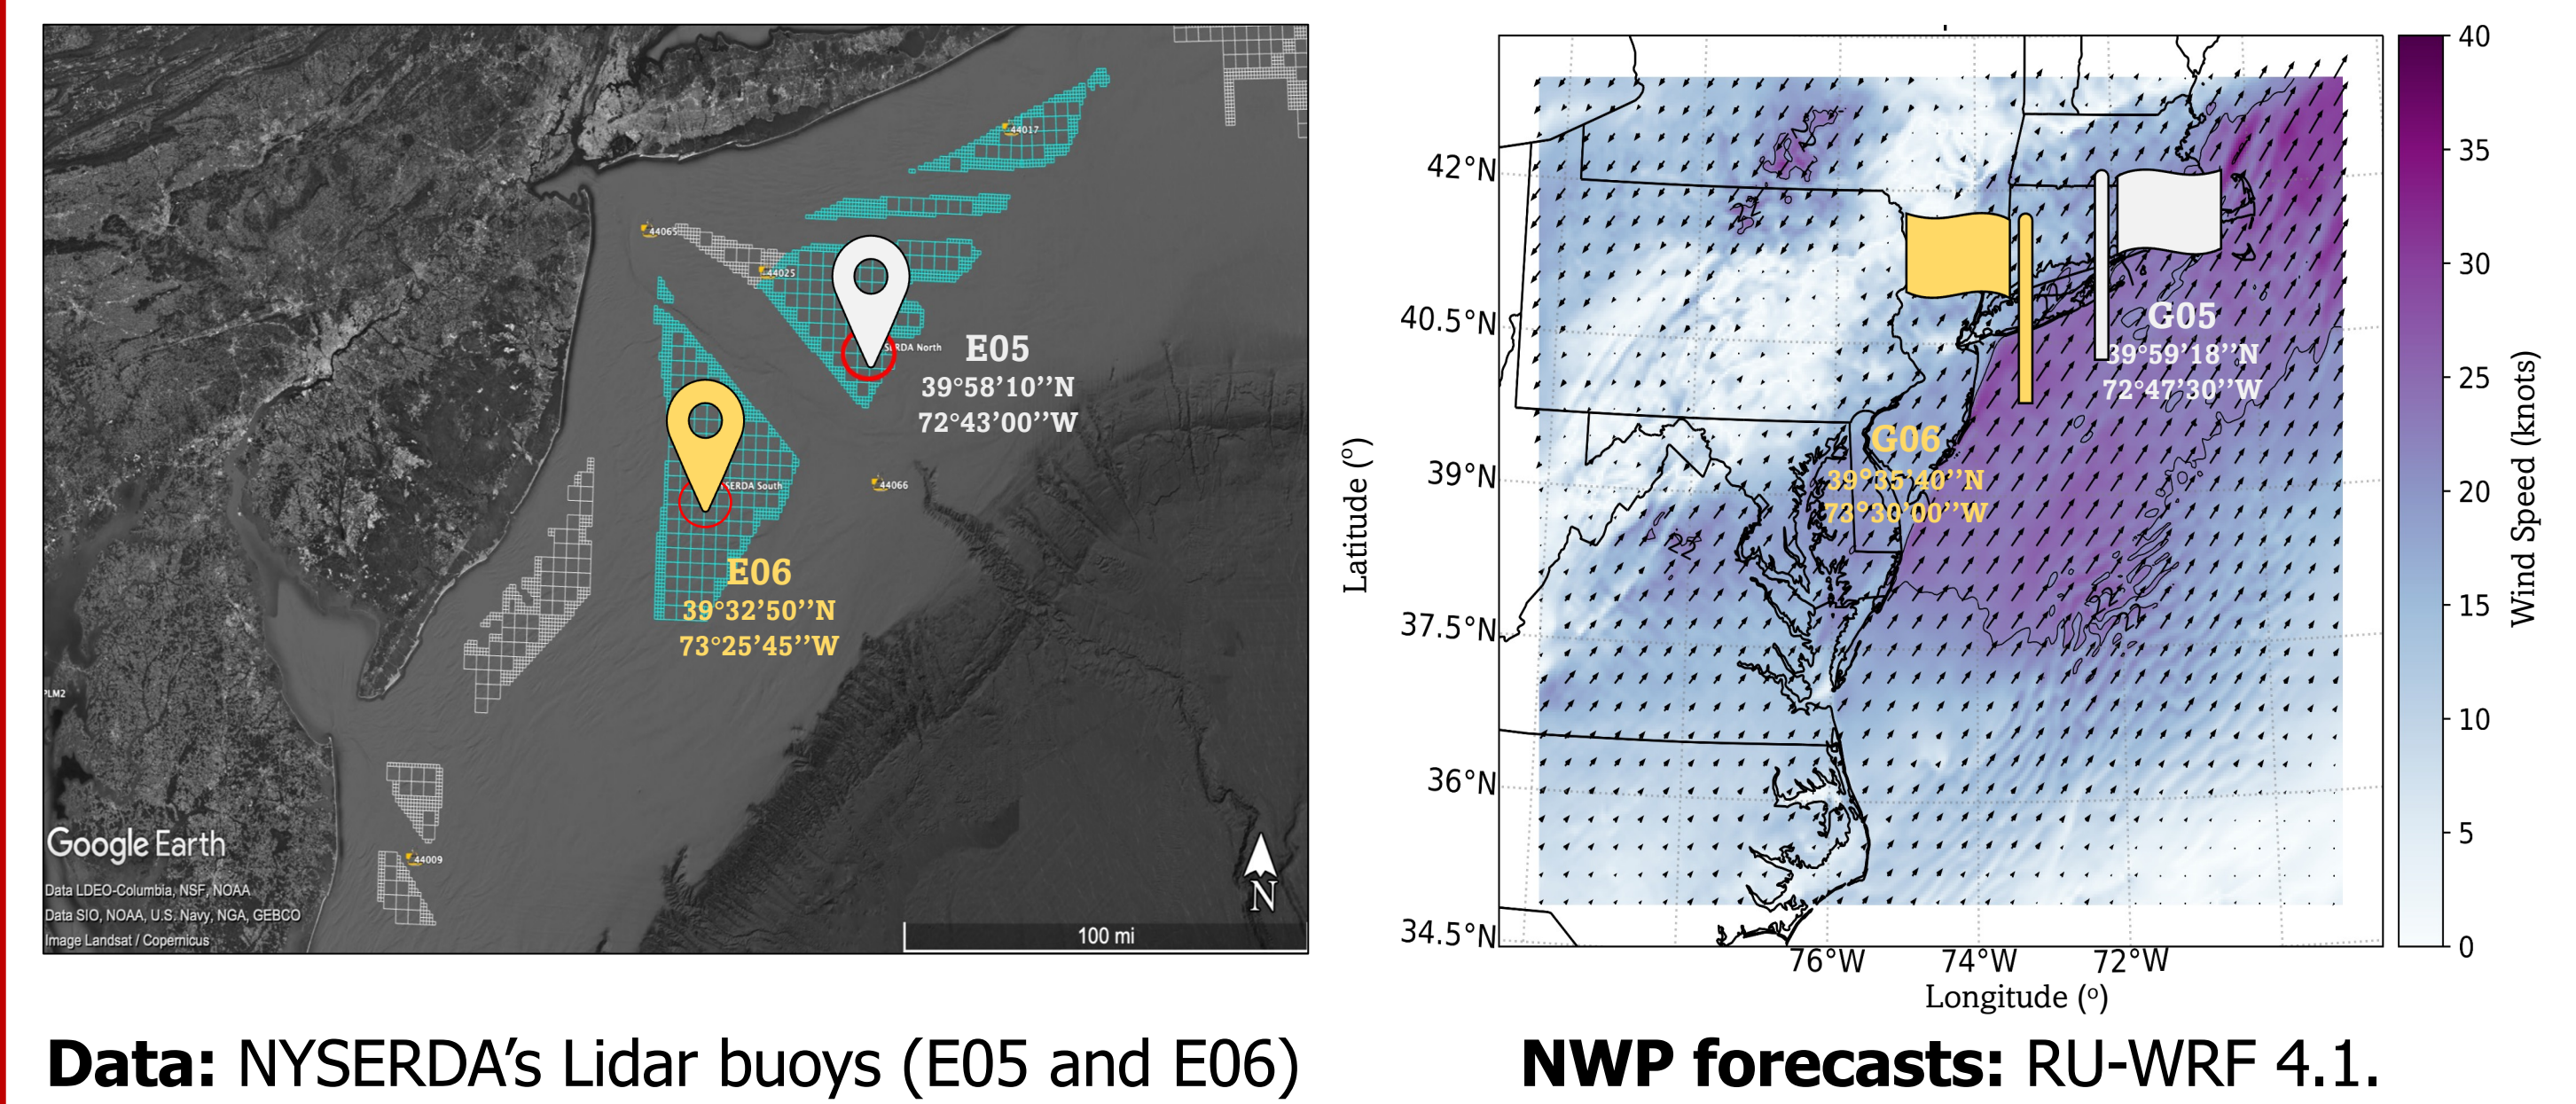 44017
44065
44025
SERDA North
E05
39°58’10’’N
72°43’00’’W
SERDA South
44066
E06
39°32’50’’N
73°25’45’’W
PLM2
44009
Google Earth
Data LDEO-Columbia, NSF, NOAA
Data SIO, NOAA, U.S. Navy, NGA, GEBCO
Image Landsat / Copernicus
N
100 mi
Latitude (º)
42°N
40.5°N
39°N
37.5°N
36°N
34.5°N
G05
39°59’18’’N
72°47’30’’W
G06
39°35’40’’N
73°30’00’’W
22
22
76°W 74°W 72°W
Longitude (º)
40
35
30
25
20
15
10
5
0
Wind Speed (knots)
Data: NYSERDA’s Lidar buoys (E05 and E06)
NWP forecasts: RU-WRF 4.1.